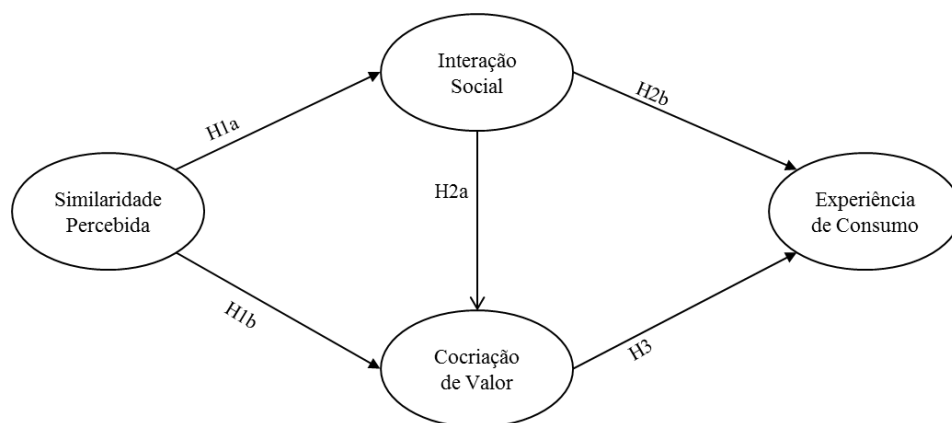 Interação
Social
H1a
H2b
H2a
Similaridade
Percebida
Experiência
de Consumo
H1b
H3
Cocriação
de Valor